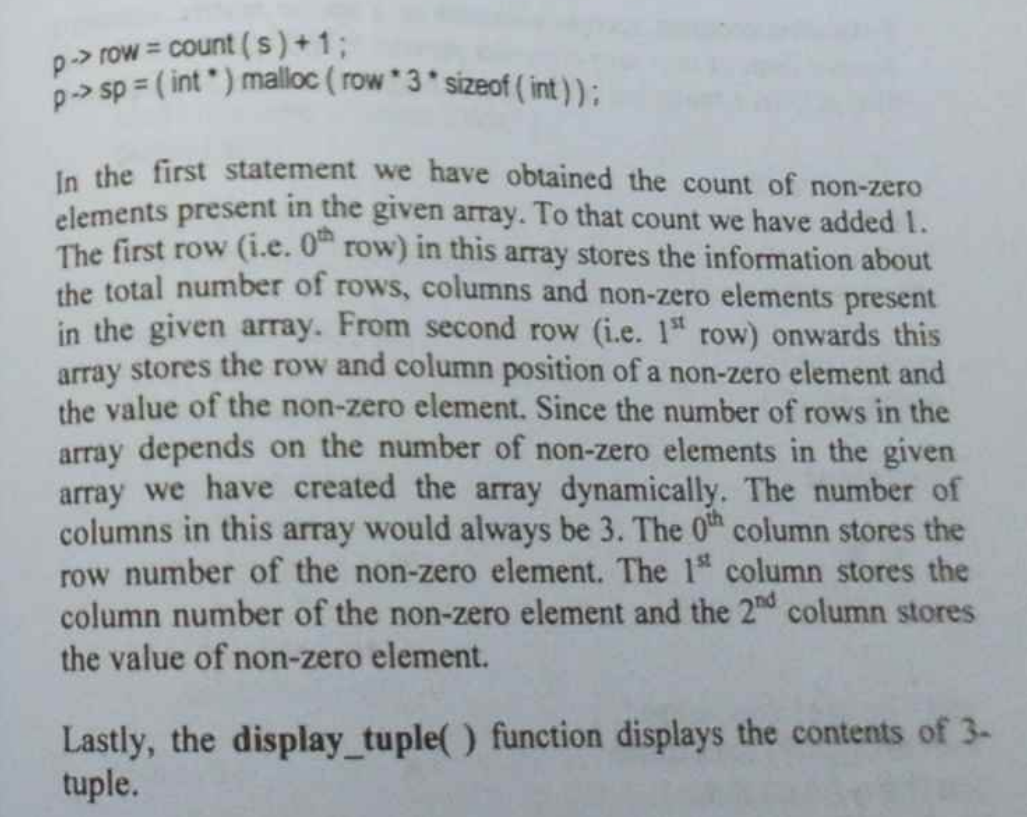 p -> row = count ( s ) + 1 ;
p -> sp = ( int * ) malloc ( row * 3 * sizeof ( int ) ) ;
In the first statement we have obtained the count of non-zero
elements present in the given array. To that count we have added 1.
The first row (i.e. 0th row) in this array stores the information about
the total number of rows, columns and non-zero elements present
in the given array. From second row (i.e. 1st row) onwards this
array stores the row and column position of a non-zero element and
the value of the non-zero element. Since the number of rows in the
array depends on the number of non-zero elements in the given
array we have created the array dynamically. The number of
columns in this array would always be 3. The 0th column stores the
row number of the non-zero element. The 1st column stores the
column number of the non-zero element and the 2nd column stores
the value of non-zero element.
Lastly, the display_tuple( ) function displays the contents of 3-
tuple.